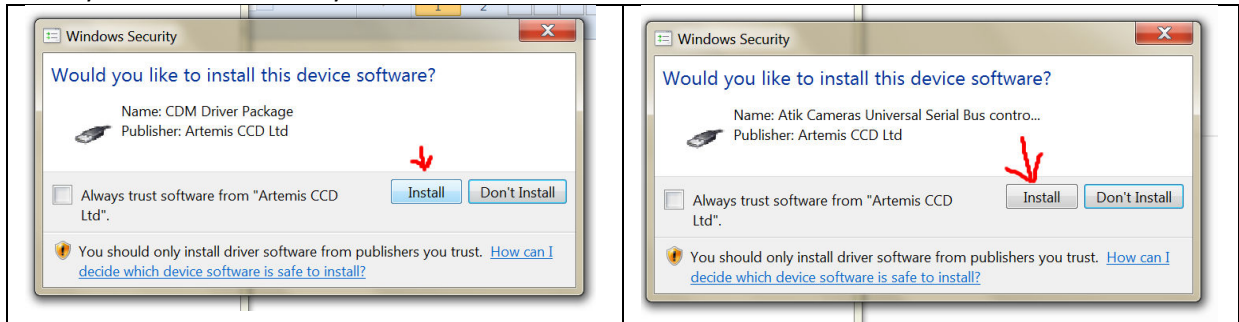 1 2
Windows Security
Would you like to install this device software?
Name: CDM Driver Package
Publisher: Artemis CCD Ltd
Always trust software from "Artemis CCD
Ltd".
Install
Don't Install
You should only install driver software from publishers you trust. How can I
decide which device software is safe to install?
Windows Security
Would you like to install this device software?
Name: Atik Cameras Universal Serial Bus contro...
Publisher: Artemis CCD Ltd
Always trust software from "Artemis CCD
Ltd".
Install
Don't Install
You should only install driver software from publishers you trust. How can I
decide which device software is safe to install?